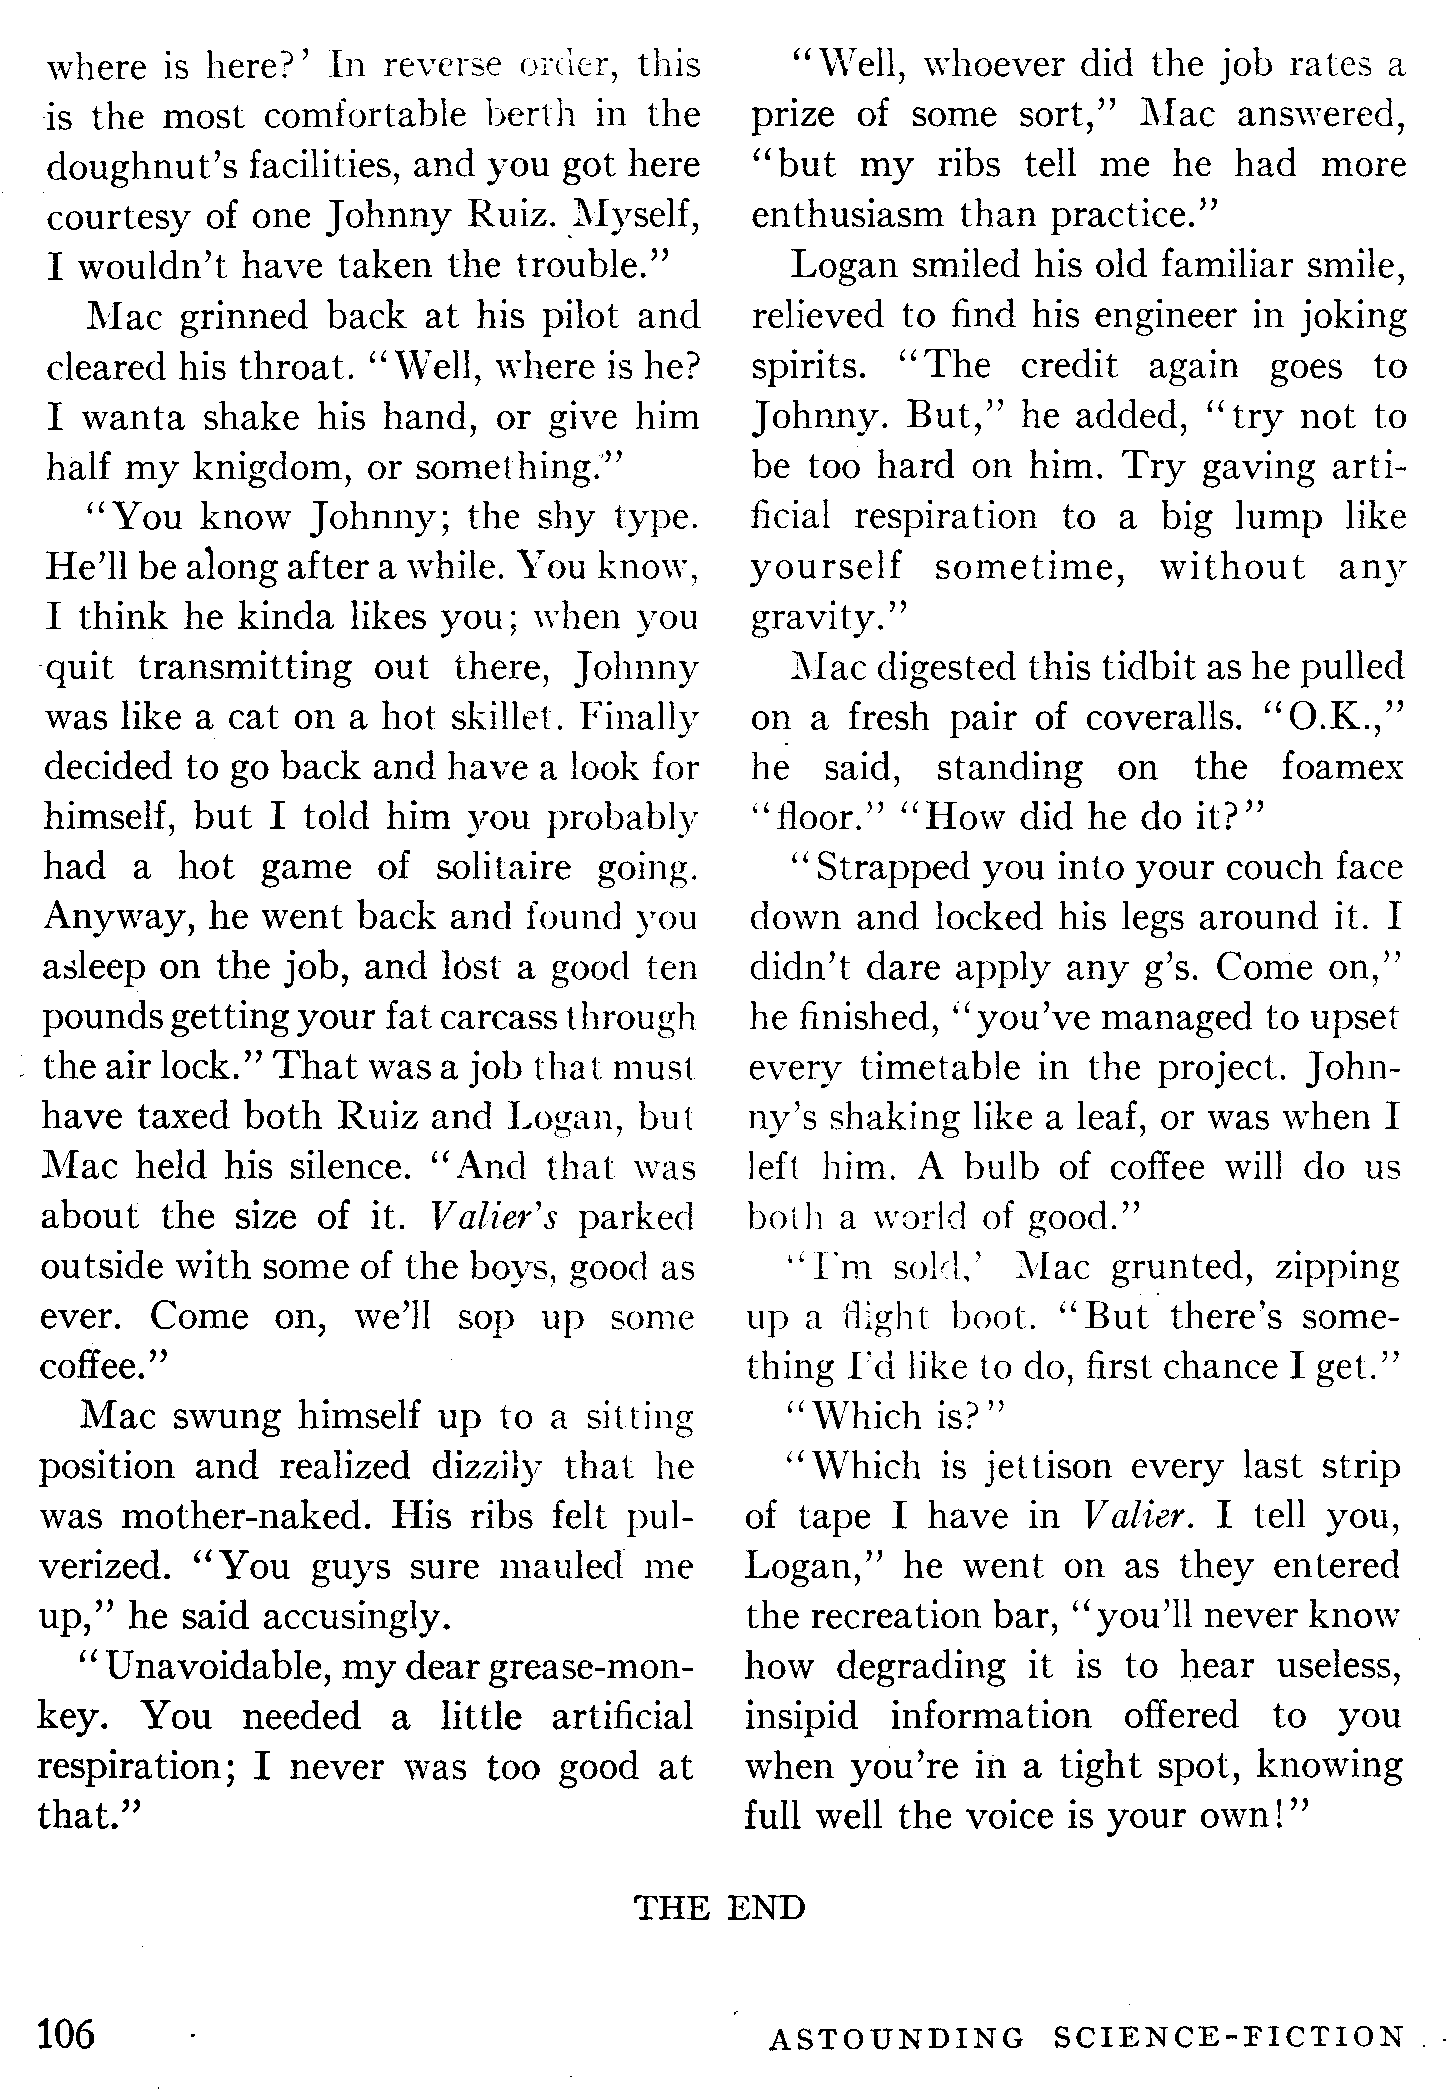 where is here?' In reverse order, this
is the most comfortable berth in the
doughnut's facilities, and you got here
courtesy of one Johnny Ruiz. Myself,
I wouldn't have taken the trouble."
Mac grinned back at his pilot and
cleared his throat. "Well, where is he?
I wanta shake his hand, or give him
half my knigdom, or something."
"You know Johnny; the shy type.
He'll be along after a while. You know,
I think he kinda likes you; when you
quit transmitting out there, Johnny
was like a cat on a hot skillet. Finally
decided to go back and have a look for
himself, but I told him you probably
had a hot game of solitaire going.
Anyway, he went back and found you
asleep on the job, and lost a good ten
pounds getting your fat carcass through
the air lock." That was a job that must
have taxed both Ruiz and Logan, but
Mac held his silence. "And that was
about the size of it. Valier's parked
outside with some of the boys, good as
ever. Come on, we'll sop up some
coffee."
Mac swung himself up to a sitting
position and realized dizzily that he
was mother-naked. His ribs felt pul-
verized. "You guys sure mauled me
up," he said accusingly.
"Unavoidable, my dear grease-mon-
key. You needed a little artificial
respiration; I never was too good at
that."
"Well, whoever did the job rates a
prize of some sort," Mac answered,
"but my ribs tell me he had more
enthusiasm than practice."
Logan smiled his old familiar smile,
relieved to find his engineer in joking
spirits. "The credit again goes to
Johnny. But," he added, "try not to
be too hard on him. Try gaving arti-
ficial respiration to a big lump like
yourself sometime, without any
gravity."
Mac digested this tidbit as he pulled
on a fresh pair of coveralls. "O.K.,"
he said, standing on the foamex
"floor." "How did he do it?"
"Strapped you into your couch face
down and locked his legs around it. I
didn't dare apply any g's. Come on,"
he finished, "you've managed to upset
every timetable in the project. John-
ny's shaking like a leaf, or was when I
left him. A bulb of coffee will do us
both a world of good."
"I'm sold,' Mac grunted, zipping
up a flight boot. "But there's some-
thing I'd like to do, first chance I get."
"Which is?"
"Which is jettison every last strip
of tape I have in Valier. I tell you,
Logan," he went on as they entered
the recreation bar, "you'll never know
how degrading it is to hear useless,
insipid information offered to you
when you're in a tight spot, knowing
full well the voice is your own!"
THE END
106
ASTOUNDING SCIENCE-FICTION